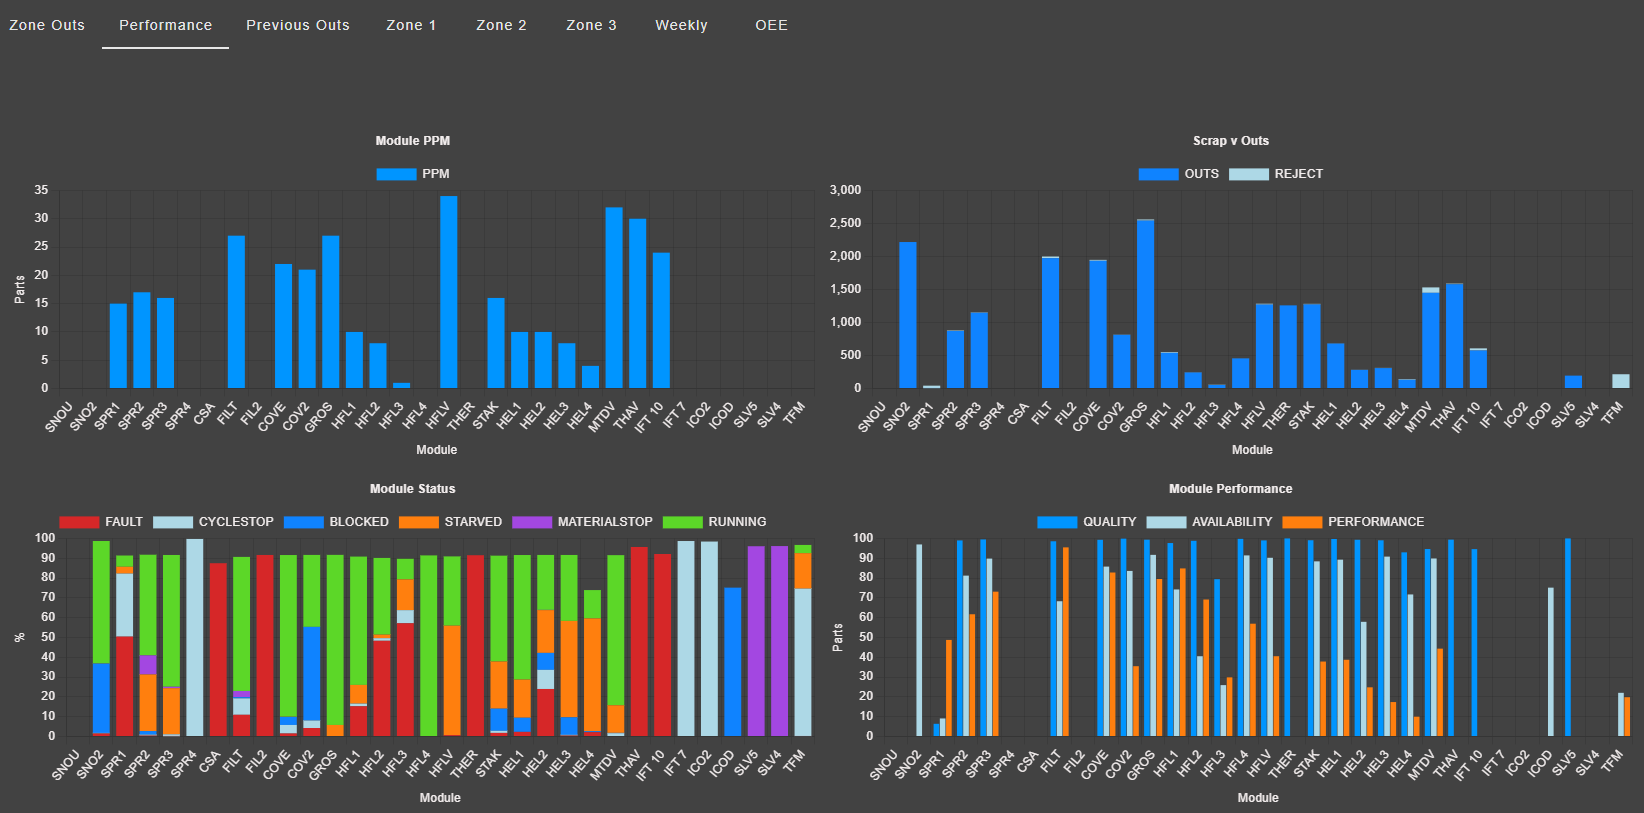 Zone Outs Performance Previous Outs Zone 1 Zone 2 Zone 3 Weekly OEE
Module PPM
PPM
35
30
25
20
15
10
5
0
Parts
SNOU SNO2 SPR1 SPR2 SPR3 SPR4 CSA FILT FIL2 COVE COV2 GROS HFL1 HFL2 HFL3 HFL4 HFLV THER STAK HEL1 HEL2 HEL3 HEL4 MTDV THAV IFT 10 IFT 7 ICO2 ICOD SLV5 SLV4 TFM
Module
Scrap v Outs
OUTS REJECT
3,000
2,500
2,000
1,500
1,000
500
0
SNOU SNO2 SPR1 SPR2 SPR3 SPR4 CSA FILT FIL2 COVE COV2 GROS HFL1 HFL2 HFL3 HFL4 HFLV THER STAK HEL1 HEL2 HEL3 HEL4 MTDV THAV IFT 10 IFT 7 ICO2 ICOD SLV5 SLV4 TFM
Module
Module Status
FAULT CYCLESTOP BLOCKED STARVED MATERIALSTOP RUNNING
100
90
80
70
60
50
40
30
20
10
0
%
SNOU SNO2 SPR1 SPR2 SPR3 SPR4 CSA FILT FIL2 COVE COV2 GROS HFL1 HFL2 HFL3 HFL4 HFLV THER STAK HEL1 HEL2 HEL3 HEL4 MTDV THAV IFT 10 IFT 7 ICO2 ICOD SLV5 SLV4 TFM
Module
Module Performance
QUALITY AVAILABILITY PERFORMANCE
100
90
80
70
60
50
40
30
20
10
0
Parts
SNOU SNO2 SPR1 SPR2 SPR3 SPR4 CSA FILT FIL2 COVE COV2 GROS HFL1 HFL2 HFL3 HFL4 HFLV THER STAK HEL1 HEL2 HEL3 HEL4 MTDV THAV IFT 10 IFT 7 ICO2 ICOD SLV5 SLV4 TFM
Module